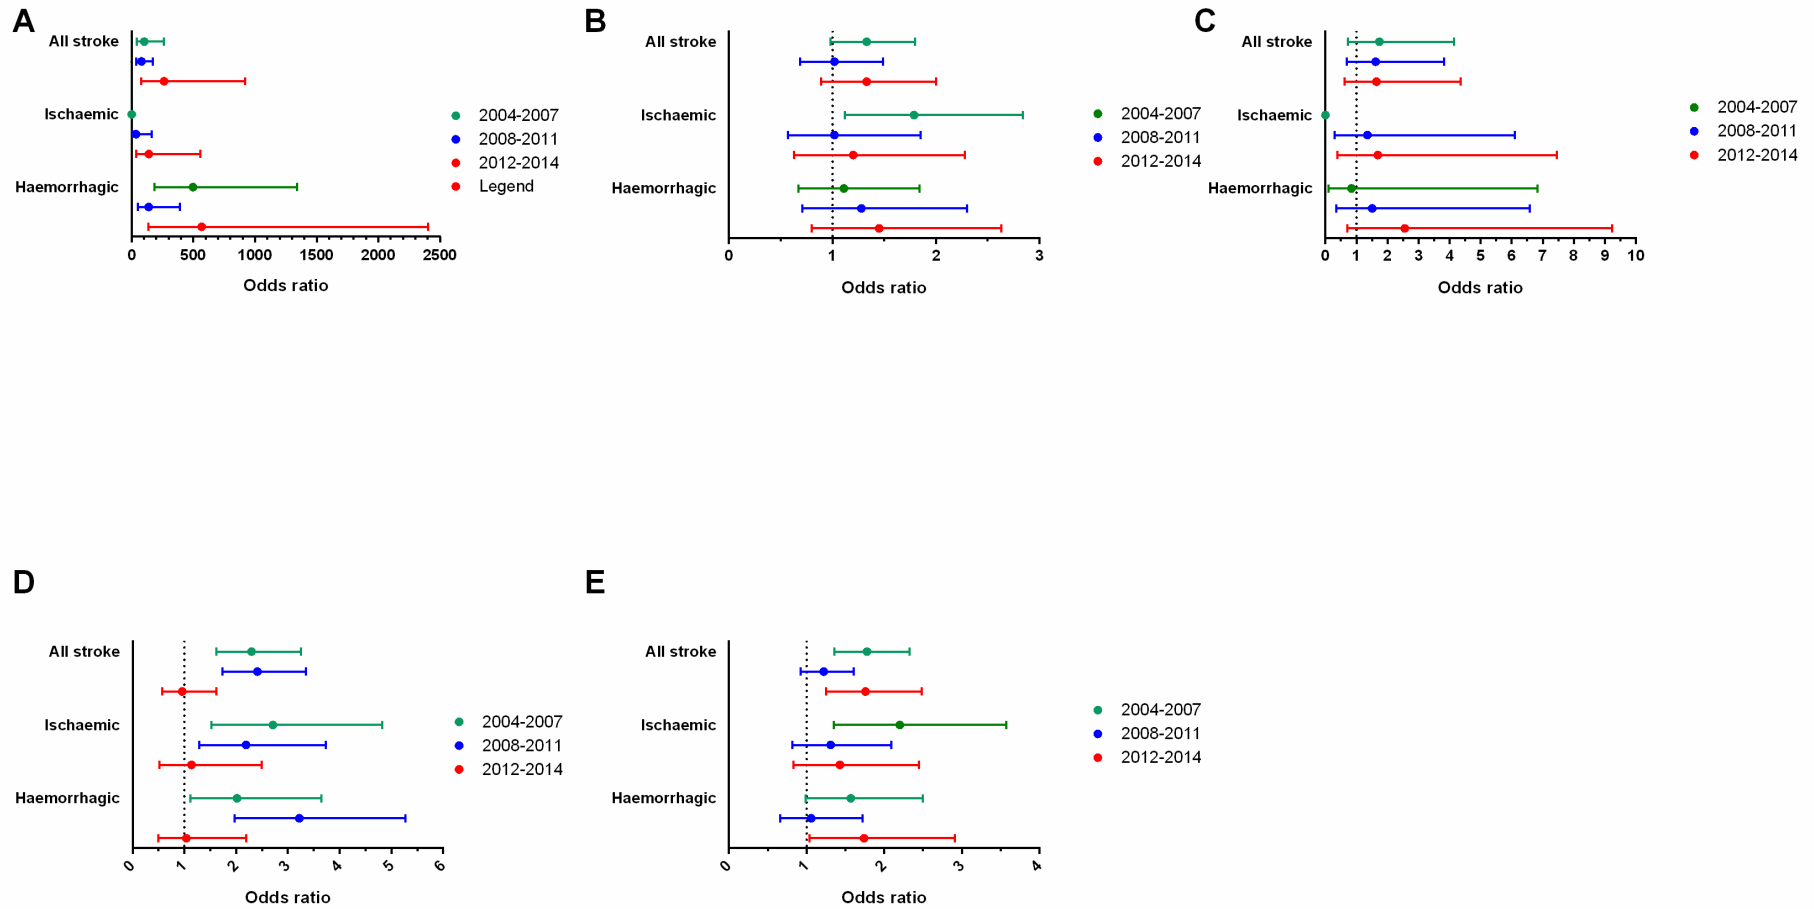 A
All stroke
Ischaemic
Haemorrhagic
2004-2007
2008-2011
2012-2014
Legend
0 500 1000 1500 2000 2500
Odds ratio
B
All stroke
Ischaemic
Haemorrhagic
2004-2007
2008-2011
2012-2014
0 1 2 3
Odds ratio
C
All stroke
Ischaemic
Haemorrhagic
2004-2007
2008-2011
2012-2014
0 1 2 3 4 5 6 7 8 9 10
Odds ratio
D
All stroke
Ischaemic
Haemorrhagic
2004-2007
2008-2011
2012-2014
0 1 2 3 4 5 6
Odds ratio
E
All stroke
Ischaemic
Haemorrhagic
2004-2007
2008-2011
2012-2014
0 1 2 3 4
Odds ratio